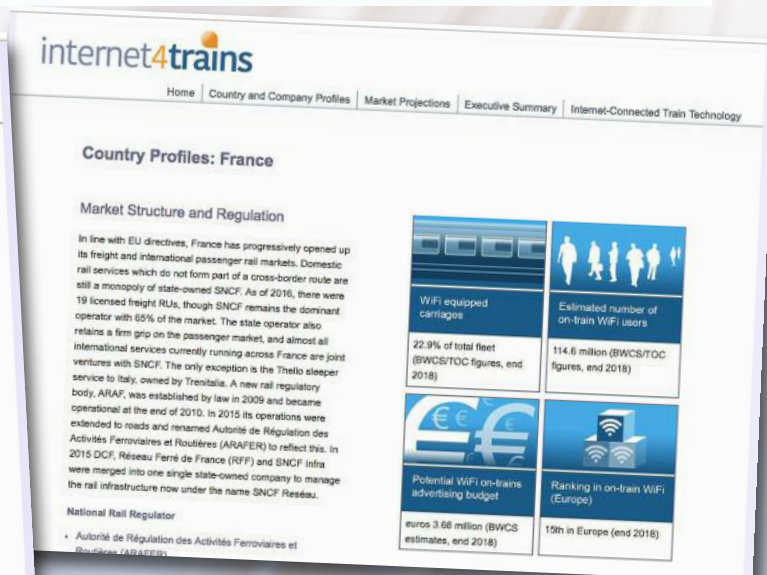 internet4trains
Home
Country and Company Profiles
Market Projections
Executive Summary
Internet-Connected Train Technology
Country Profiles: France
Market Structure and Regulation
In line with EU directives, France has progressively opened up
its freight and international passenger rail markets. Domestic
rail services which do not form part of a cross-border route are
still a monopoly of state-owned SNCF. As of 2016, there were
19 licensed freight RUs, though SNCF remains the dominant
operator with 65% of the market. The state operator also
retains a firm grip on the passenger market, and almost all
international services currently running across France are joint
ventures with SNCF. The only exception is the Thello sleeper
service to Italy, owned by Trenitalia. A new rail regulatory
body, ARAF, was established by law in 2009 and became
operational at the end of 2010. In 2015 its operations were
extended to roads and renamed Autorité de Régulation des
Activités Ferroviaires et Routières (ARAFER) to reflect this. In
2015 DCF, Réseau Ferré de France (RFF) and SNCF Infra
were merged into one single state-owned company to manage
the rail infrastructure now under the name SNCF Reséau.
National Rail Regulator
• Autorité de Régulation des Activités Ferroviaires et
Routières (ARAFER)
WiFi equipped
carriages
22.9% of total fleet
(BWCS/TOC figures, end
2018)
Estimated number of
on-train WiFi users
114.6 million (BWCS/TOC
figures, end 2018)
Potential WiFi on-trains
advertising budget
euros 3.66 million (BWCS
estimates, end 2018)
Ranking in on-train WiFi
(Europe)
15th in Europe (end 2018)